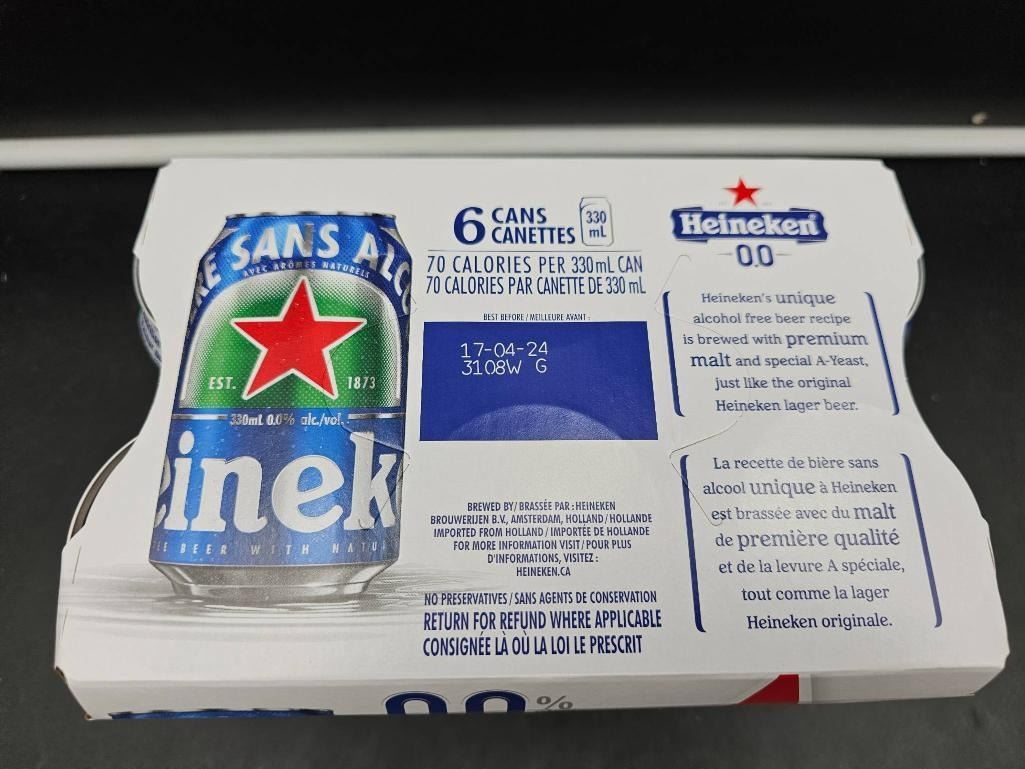 RE SANS ALC
AVEC ARÔMES NATURELS
EST. 1873
330mL 0.0% alc./vol.
einek
E BEER WITH NATU
6 CANS
CANETTES
330
mL
70 CALORIES PER 330 mL CAN
70 CALORIES PAR CANETTE DE 330 mL
BEST BEFORE / MEILLEURE AVANT :
17-04-24
3108W G
BREWED BY / BRASSÉE PAR : HEINEKEN
BROUWERIJEN B.V., AMSTERDAM, HOLLAND / HOLLANDE
IMPORTED FROM HOLLAND / IMPORTÉE DE HOLLANDE
FOR MORE INFORMATION VISIT / POUR PLUS
D'INFORMATIONS, VISITEZ :
HEINEKEN.CA
NO PRESERVATIVES / SANS AGENTS DE CONSERVATION
RETURN FOR REFUND WHERE APPLICABLE
CONSIGNÉE LÀ OÙ LA LOI LE PRESCRIT
Heineken®
0.0
Heineken's unique
alcohol free beer recipe
is brewed with premium
malt and special A-Yeast,
just like the original
Heineken lager beer.
La recette de bière sans
alcool unique à Heineken
est brassée avec du malt
de première qualité
et de la levure A spéciale,
tout comme la lager
Heineken originale.
0.0%